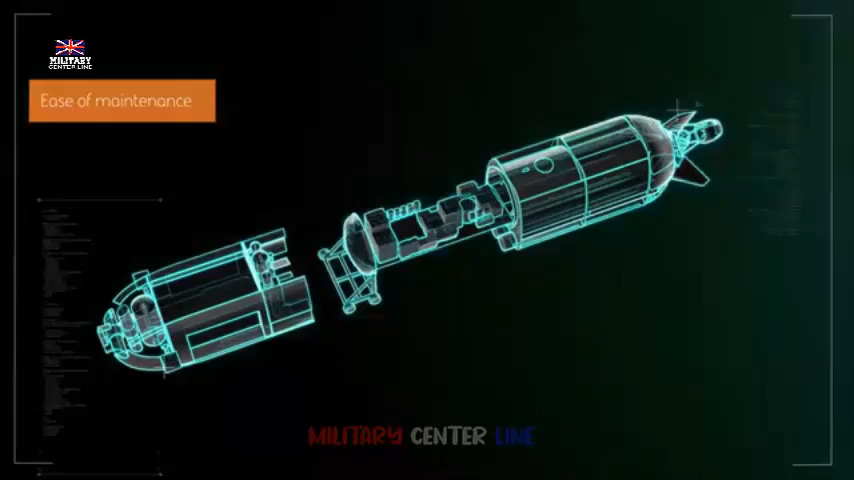 MILITARY
CENTER LINE
Ease of maintenance
MILITARY CENTER LINE